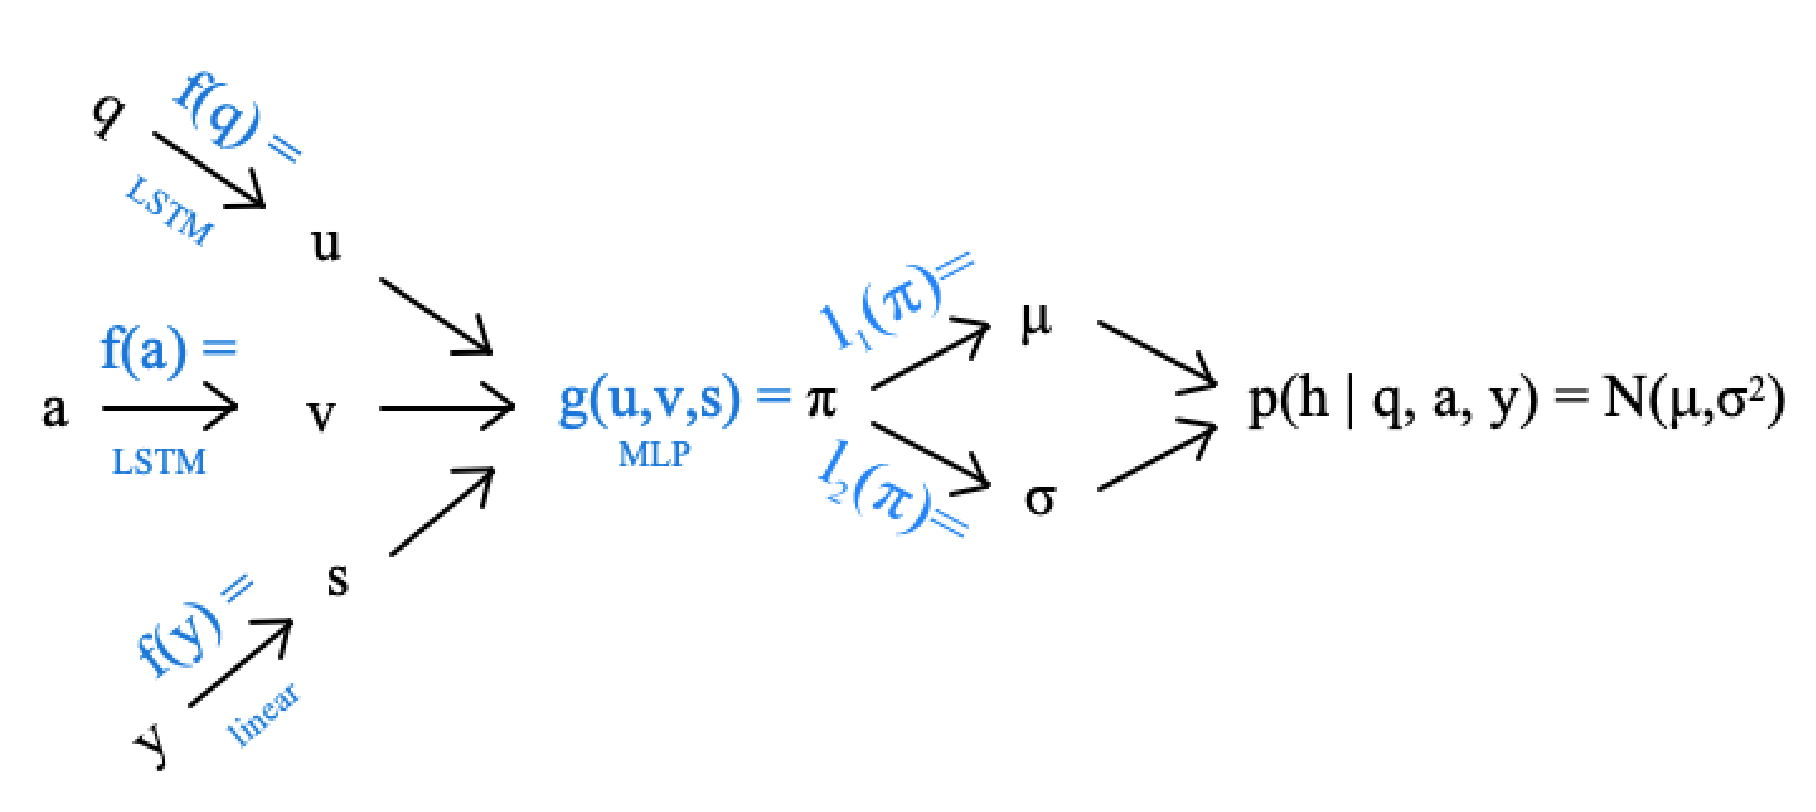 q f(q) =
LSTM
u
f(a) =
a
LSTM
v
f(y) =
y
linear
s
g(u,v,s) = π
MLP
l₁(π)=
μ
l₂(π)=
σ
p(h | q, a, y) = N(μ,σ²)